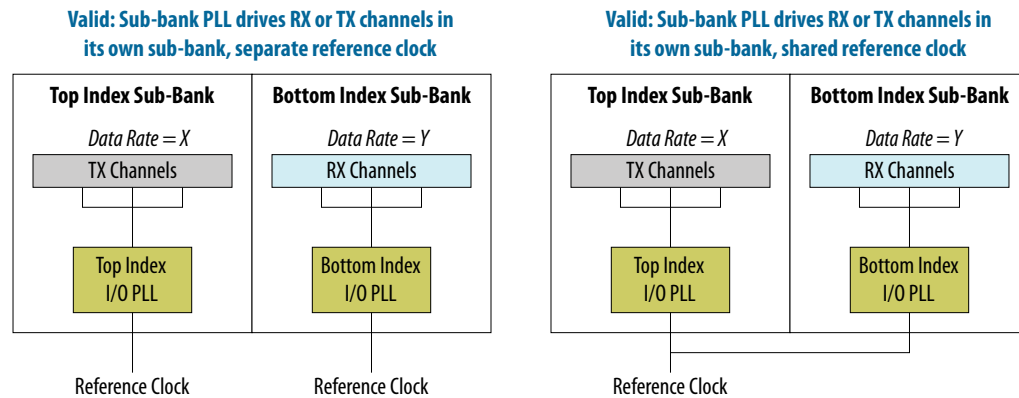 Valid: Sub-bank PLL drives RX or TX channels in
its own sub-bank, separate reference clock
Top Index Sub-Bank
Bottom Index Sub-Bank
Data Rate = X
Data Rate = Y
TX Channels
RX Channels
Top Index
I/O PLL
Bottom Index
I/O PLL
Reference Clock
Reference Clock
Valid: Sub-bank PLL drives RX or TX channels in
its own sub-bank, shared reference clock
Top Index Sub-Bank
Bottom Index Sub-Bank
Data Rate = X
Data Rate = Y
TX Channels
RX Channels
Top Index
I/O PLL
Bottom Index
I/O PLL
Reference Clock